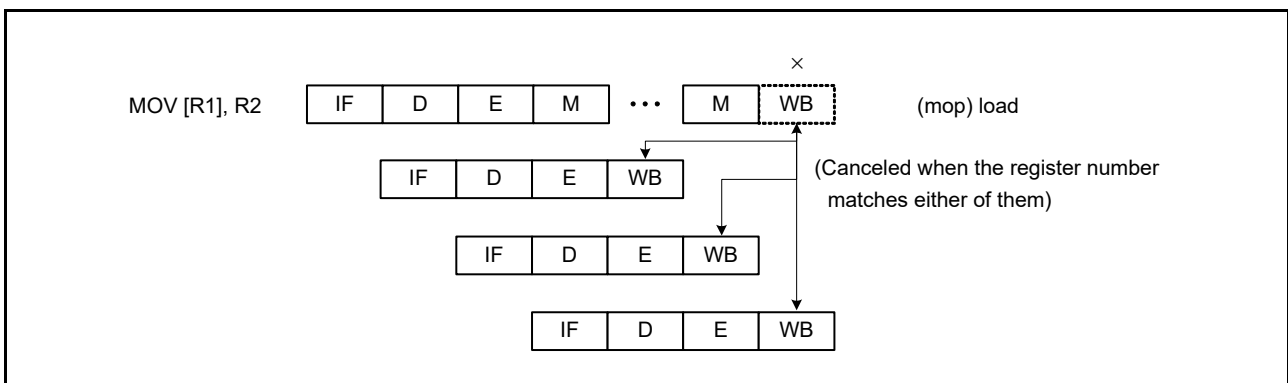 ×
MOV [R1], R2 IF D E M ••• M WB (mop) load
IF D E WB (Canceled when the register number
matches either of them)
IF D E WB
IF D E WB